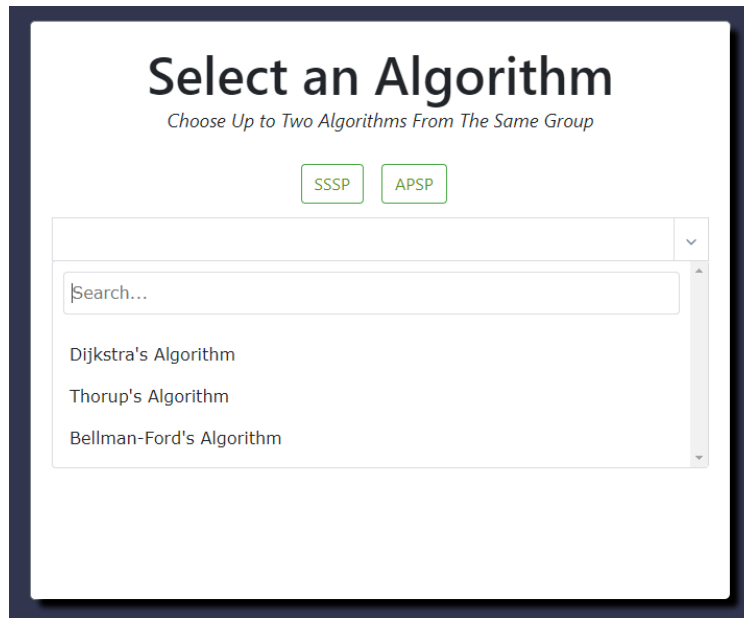 Select an Algorithm
Choose Up to Two Algorithms From The Same Group
SSSP APSP
Search...
Dijkstra's Algorithm
Thorup's Algorithm
Bellman-Ford's Algorithm